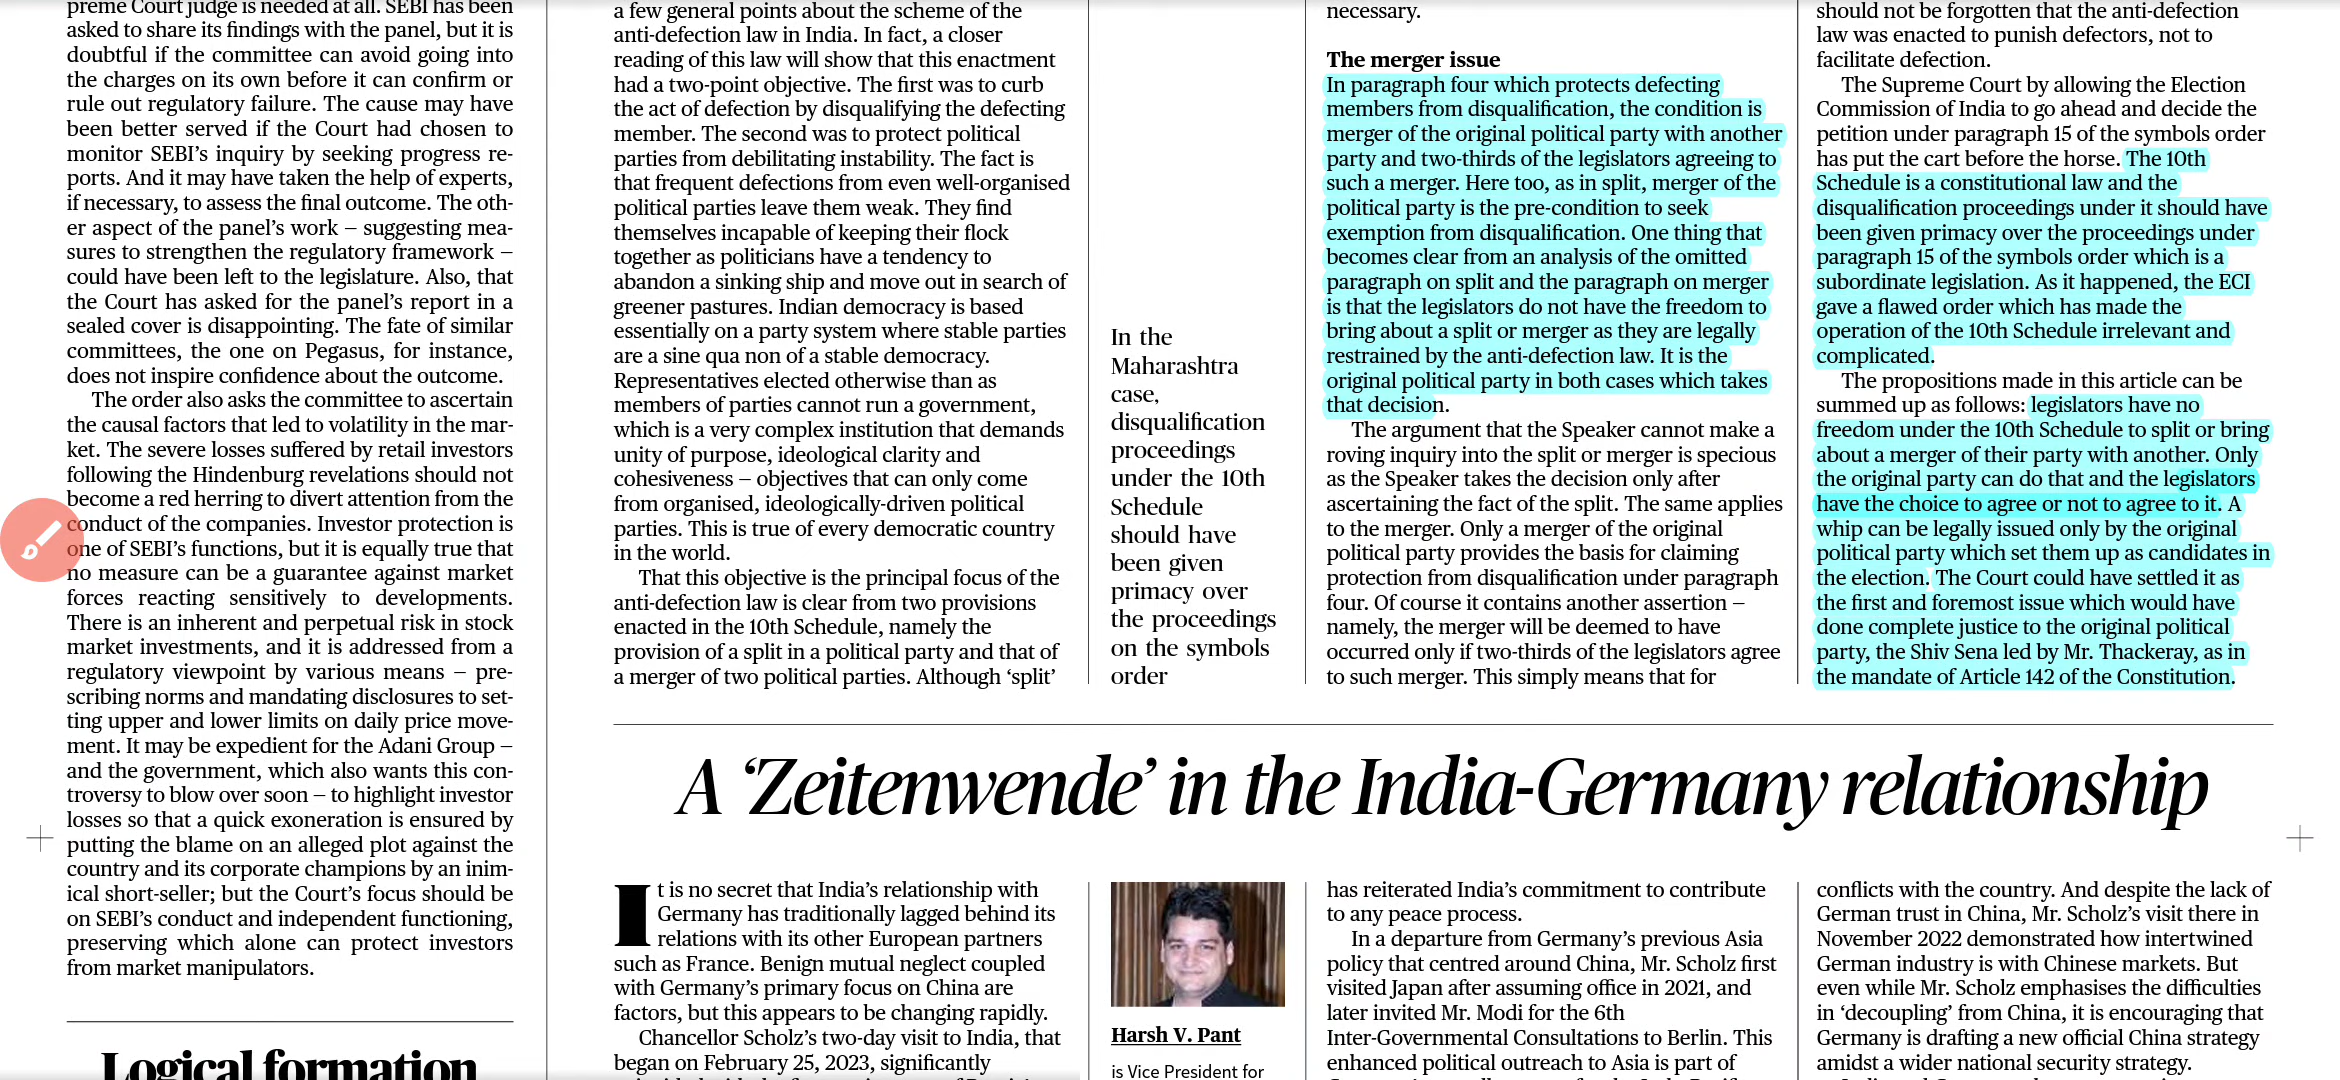 preme Court judge is needed at all. SEBI has been
asked to share its findings with the panel, but it is
doubtful if the committee can avoid going into
the charges on its own before it can confirm or
rule out regulatory failure. The cause may have
been better served if the Court had chosen to
monitor SEBI's inquiry by seeking progress re-
ports. And it may have taken the help of experts,
if necessary, to assess the final outcome. The oth-
er aspect of the panel's work – suggesting mea-
sures to strengthen the regulatory framework –
could have been left to the legislature. Also, that
the Court has asked for the panel's report in a
sealed cover is disappointing. The fate of similar
committees, the one on Pegasus, for instance,
does not inspire confidence about the outcome.
The order also asks the committee to ascertain
the causal factors that led to volatility in the mar-
ket. The severe losses suffered by retail investors
following the Hindenburg revelations should not
become a red herring to divert attention from the
conduct of the companies. Investor protection is
one of SEBI's functions, but it is equally true that
no measure can be a guarantee against market
forces reacting sensitively to developments.
There is an inherent and perpetual risk in stock
market investments, and it is addressed from a
regulatory viewpoint by various means – pre-
scribing norms and mandating disclosures to set-
ting upper and lower limits on daily price move-
ment. It may be expedient for the Adani Group –
and the government, which also wants this con-
troversy to blow over soon – to highlight investor
losses so that a quick exoneration is ensured by
putting the blame on an alleged plot against the
country and its corporate champions by an inim-
ical short-seller; but the Court's focus should be
on SEBI's conduct and independent functioning,
preserving which alone can protect investors
from market manipulators.
Logical formation
a few general points about the scheme of the
anti-defection law in India. In fact, a closer
reading of this law will show that this enactment
had a two-point objective. The first was to curb
the act of defection by disqualifying the defecting
member. The second was to protect political
parties from debilitating instability. The fact is
that frequent defections from even well-organised
political parties leave them weak. They find
themselves incapable of keeping their flock
together as politicians have a tendency to
abandon a sinking ship and move out in search of
greener pastures. Indian democracy is based
essentially on a party system where stable parties
are a sine qua non of a stable democracy.
Representatives elected otherwise than as
members of parties cannot run a government,
which is a very complex institution that demands
unity of purpose, ideological clarity and
cohesiveness – objectives that can only come
from organised, ideologically-driven political
parties. This is true of every democratic country
in the world.
That this objective is the principal focus of the
anti-defection law is clear from two provisions
enacted in the 10th Schedule, namely the
provision of a split in a political party and that of
a merger of two political parties. Although 'split'
In the
Maharashtra
case,
disqualification
proceedings
under the 10th
Schedule
should have
been given
primacy over
the proceedings
on the symbols
order
necessary.
The merger issue
In paragraph four which protects defecting
members from disqualification, the condition is
merger of the original political party with another
party and two-thirds of the legislators agreeing to
such a merger. Here too, as in split, merger of the
political party is the pre-condition to seek
exemption from disqualification. One thing that
becomes clear from an analysis of the omitted
paragraph on split and the paragraph on merger
is that the legislators do not have the freedom to
bring about a split or merger as they are legally
restrained by the anti-defection law. It is the
original political party in both cases which takes
that decision.
The argument that the Speaker cannot make a
roving inquiry into the split or merger is specious
as the Speaker takes the decision only after
ascertaining the fact of the split. The same applies
to the merger. Only a merger of the original
political party provides the basis for claiming
protection from disqualification under paragraph
four. Of course it contains another assertion –
namely, the merger will be deemed to have
occurred only if two-thirds of the legislators agree
to such merger. This simply means that for
should not be forgotten that the anti-defection
law was enacted to punish defectors, not to
facilitate defection.
The Supreme Court by allowing the Election
Commission of India to go ahead and decide the
petition under paragraph 15 of the symbols order
has put the cart before the horse. The 10th
Schedule is a constitutional law and the
disqualification proceedings under it should have
been given primacy over the proceedings under
paragraph 15 of the symbols order which is a
subordinate legislation. As it happened, the ECI
gave a flawed order which has made the
operation of the 10th Schedule irrelevant and
complicated.
The propositions made in this article can be
summed up as follows: legislators have no
freedom under the 10th Schedule to split or bring
about a merger of their party with another. Only
the original party can do that and the legislators
have the choice to agree or not to agree to it. A
whip can be legally issued only by the original
political party which set them up as candidates in
the election. The Court could have settled it as
the first and foremost issue which would have
done complete justice to the original political
party, the Shiv Sena led by Mr. Thackeray, as in
the mandate of Article 142 of the Constitution.
A 'Zeitenwende' in the India-Germany relationship
It is no secret that India's relationship with
Germany has traditionally lagged behind its
relations with its other European partners
such as France. Benign mutual neglect coupled
with Germany's primary focus on China are
factors, but this appears to be changing rapidly.
Chancellor Scholz's two-day visit to India, that
began on February 25, 2023, significantly
Harsh V. Pant
is Vice President for
has reiterated India's commitment to contribute
to any peace process.
In a departure from Germany's previous Asia
policy that centred around China, Mr. Scholz first
visited Japan after assuming office in 2021, and
later invited Mr. Modi for the 6th
Inter-Governmental Consultations to Berlin. This
enhanced political outreach to Asia is part of
conflicts with the country. And despite the lack of
German trust in China, Mr. Scholz's visit there in
November 2022 demonstrated how intertwined
German industry is with Chinese markets. But
even while Mr. Scholz emphasises the difficulties
in 'decoupling' from China, it is encouraging that
Germany is drafting a new official China strategy
amidst a wider national security strategy.